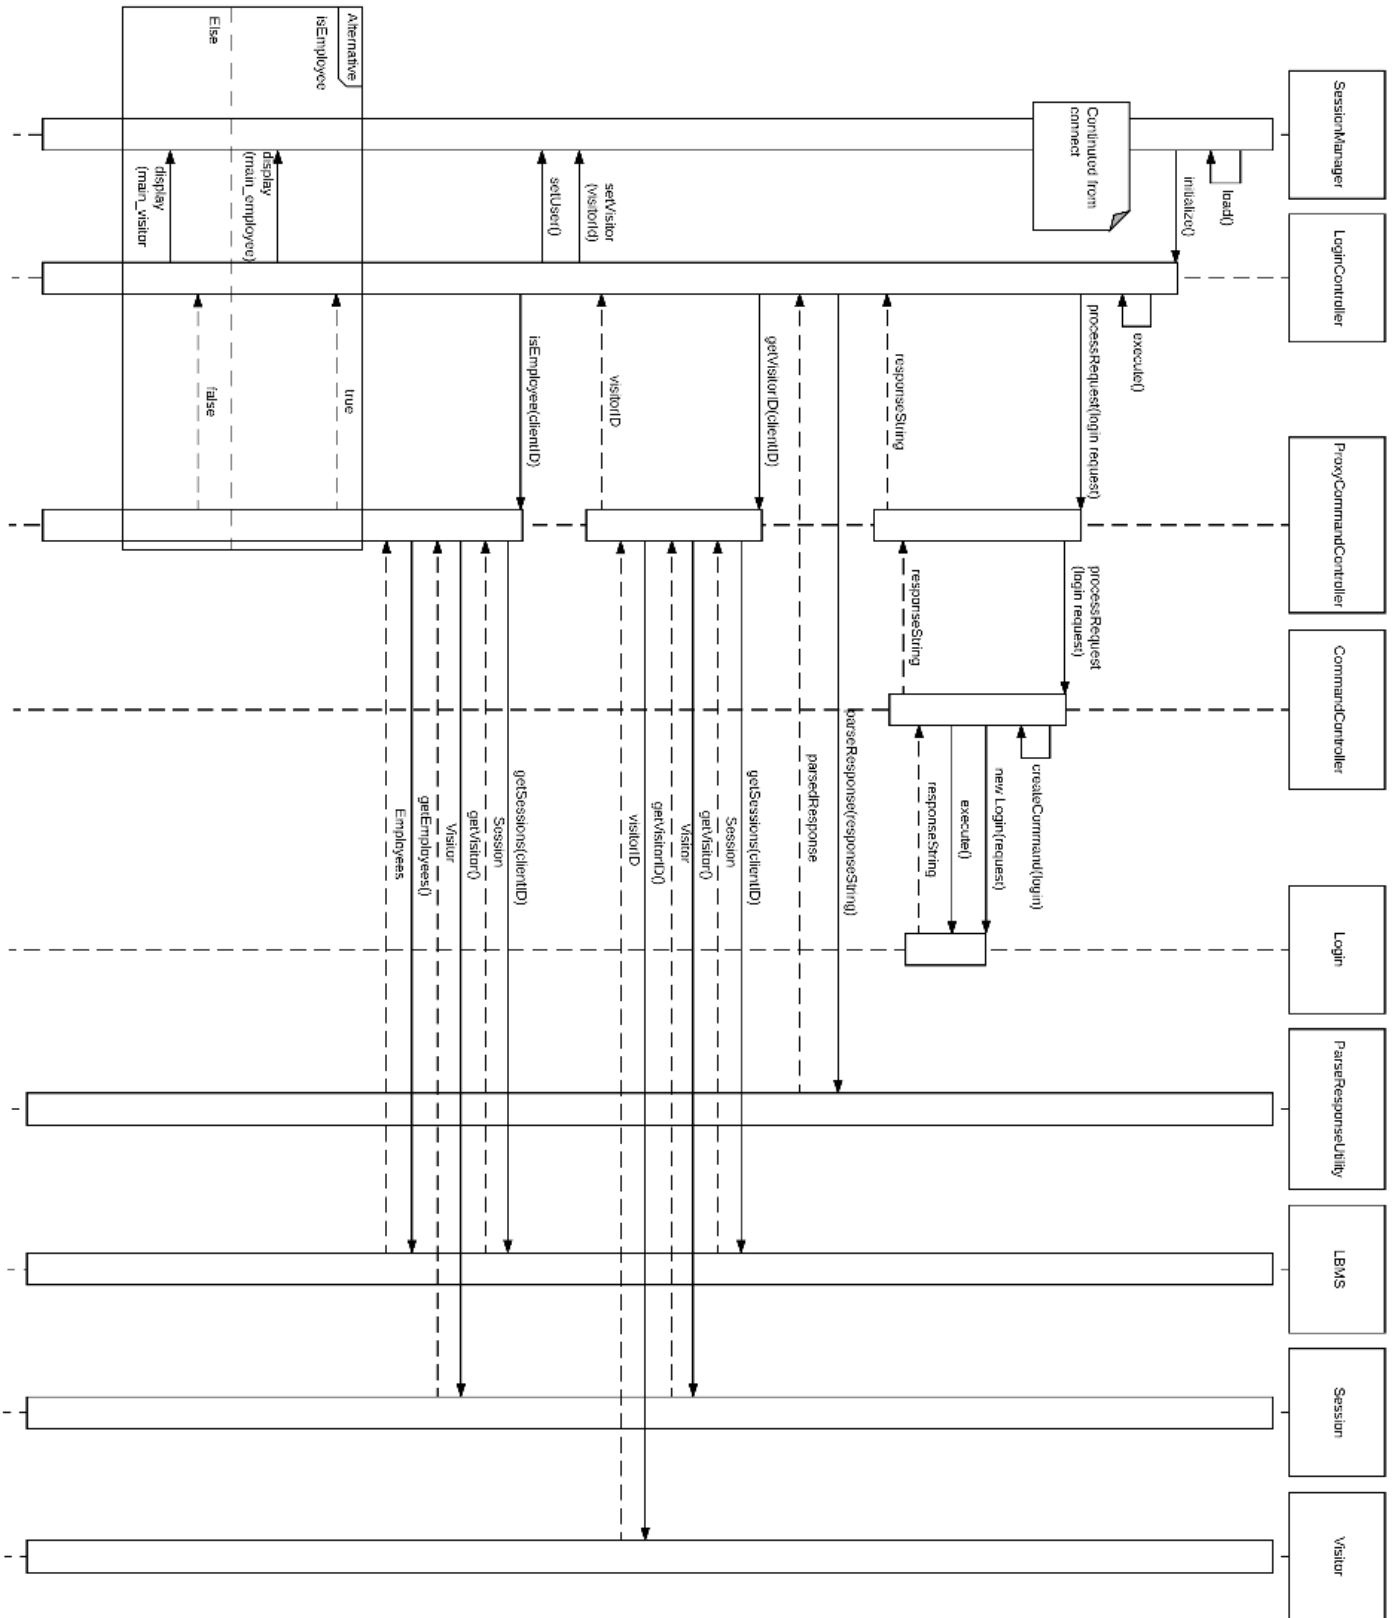 SessionManager
LoginController
ProxyCommandController
CommandController
Login
ParseResponseUtility
LBMS
Session
Visitor
load()
initialize()
Continuted from
connect
execute()
processRequest(login request)
processRequest
(login request)
createCommand(login)
new Login(request)
execute()
responseString
responseString
responseString
parseResponse(responseString)
parsedResponse
getVisitorID(clientID)
getSessions(clientID)
Session
getVisitor()
Visitor
getVisitorID()
visitorID
visitorID
setVisitor
(visitorId)
setUser()
isEmployee(clientID)
getSessions(clientID)
Session
getVisitor()
Visitor
getEmployees()
Employees
Alternative
isEmployee
true
display
(main_employee)
Else
false
display
(main_visitor